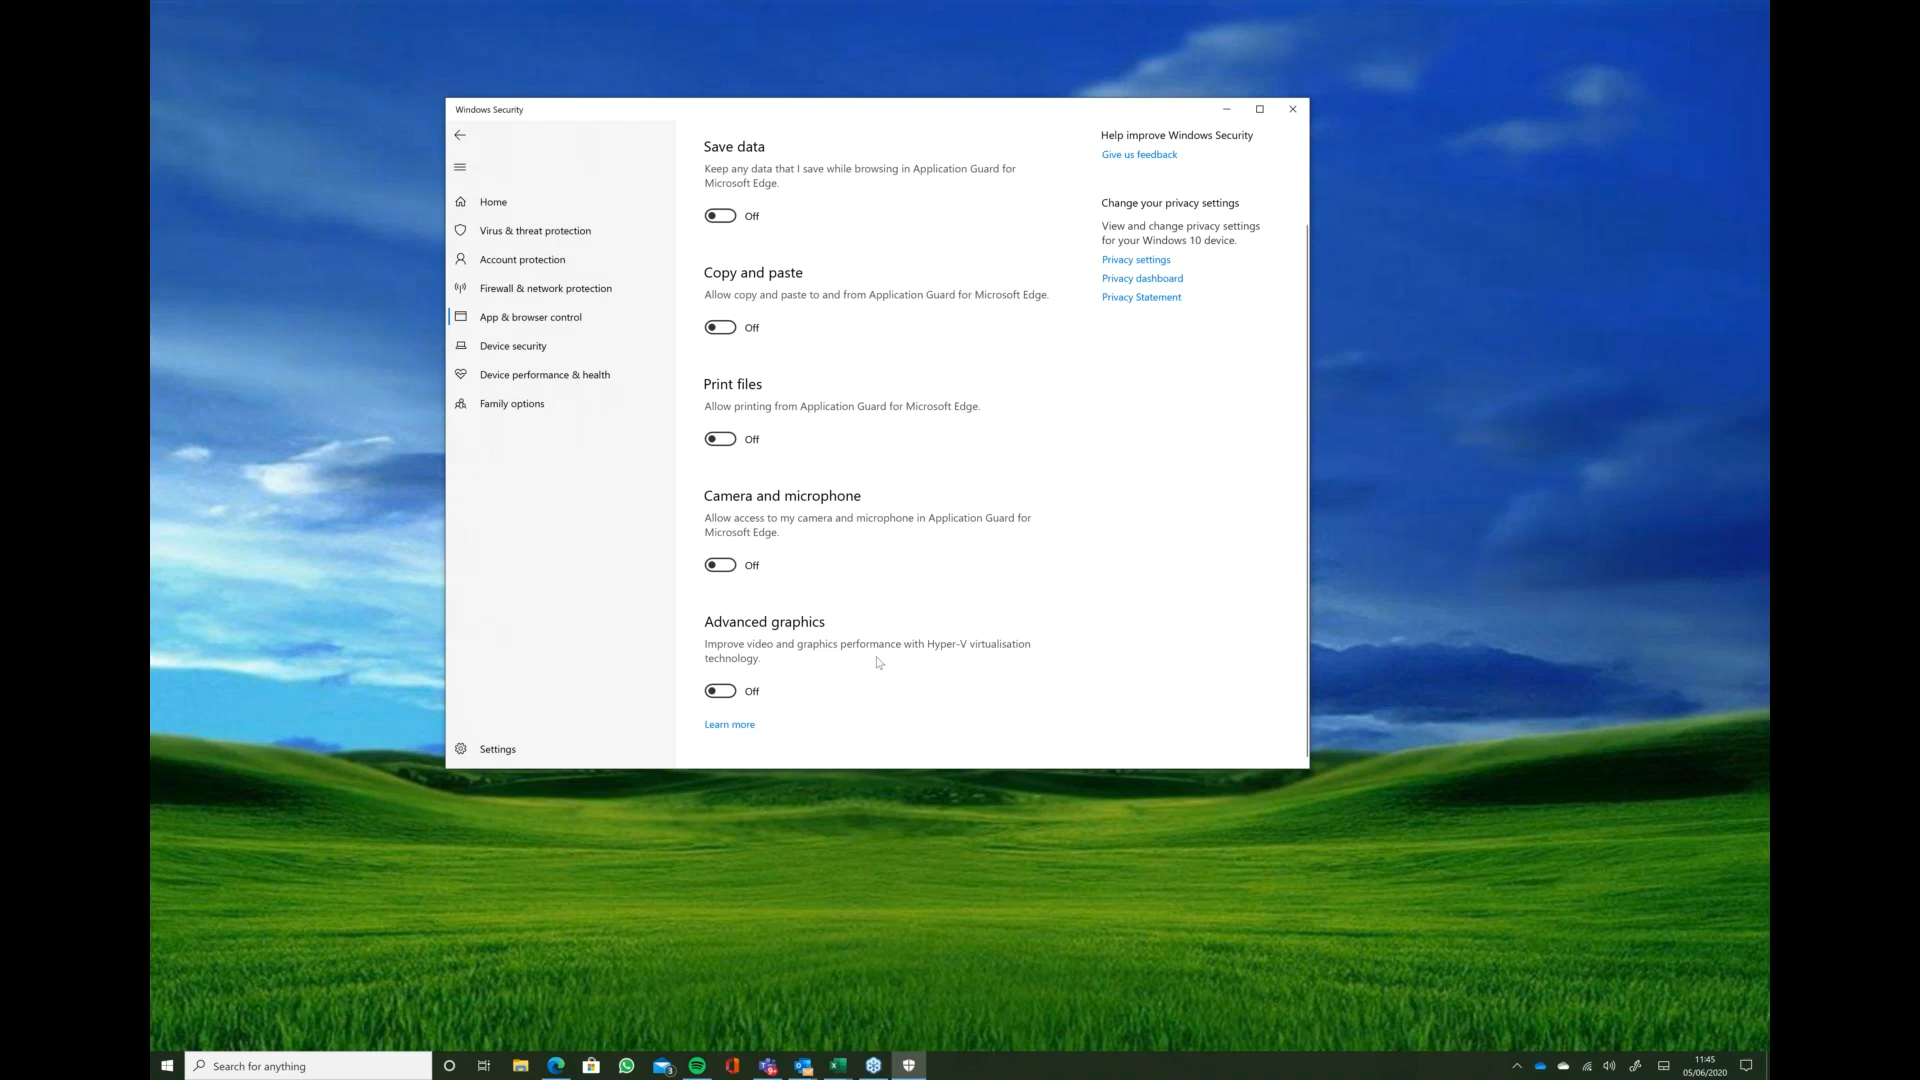 Windows Security
Home
Virus & threat protection
Account protection
Firewall & network protection
App & browser control
Device security
Device performance & health
Family options
Settings
Save data
Keep any data that I save while browsing in Application Guard for
Microsoft Edge.
Off
Copy and paste
Allow copy and paste to and from Application Guard for Microsoft Edge.
Off
Print files
Allow printing from Application Guard for Microsoft Edge.
Off
Camera and microphone
Allow access to my camera and microphone in Application Guard for
Microsoft Edge.
Off
Advanced graphics
Improve video and graphics performance with Hyper-V virtualisation
technology.
Off
Learn more
Help improve Windows Security
Give us feedback
Change your privacy settings
View and change privacy settings
for your Windows 10 device.
Privacy settings
Privacy dashboard
Privacy Statement
Search for anything
3
9+
11:45
05/06/2020